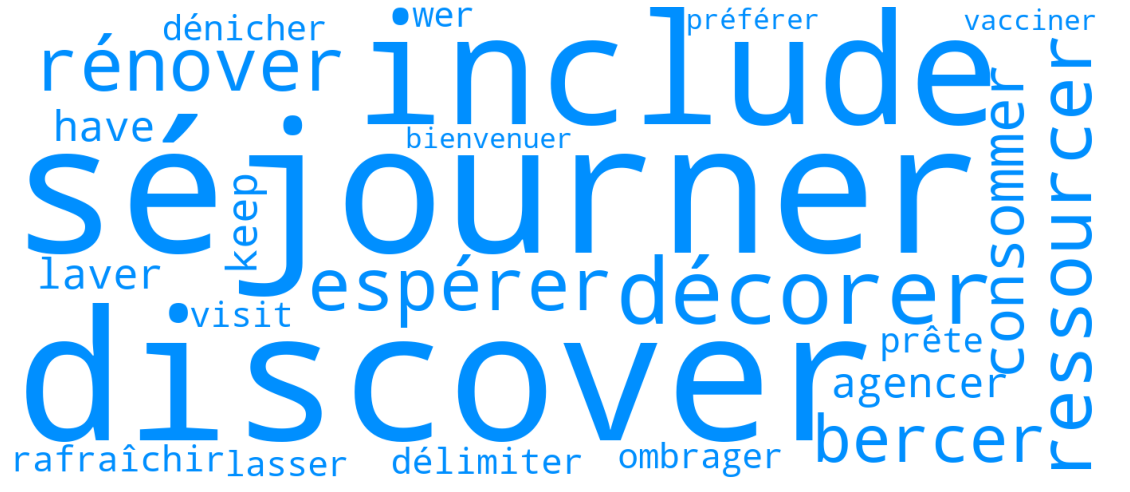 wer
préférer
vacciner
dénicher
include
rénover
have
bienvenuer
séjourner
keep
consommer
ressourcer
laver
espérer
décorer
visit
discover
prête
agencer
bercer
rafraîchir
lasser
délimiter
ombrager